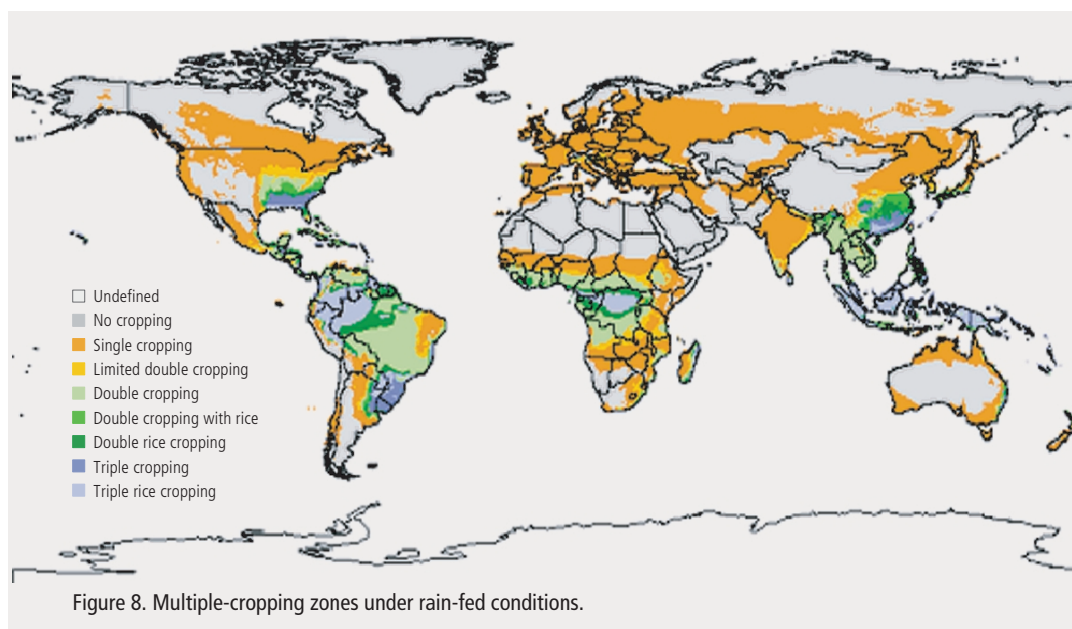 Undefined
No cropping
Single cropping
Limited double cropping
Double cropping
Double cropping with rice
Double rice cropping
Triple cropping
Triple rice cropping
Figure 8. Multiple-cropping zones under rain-fed conditions.